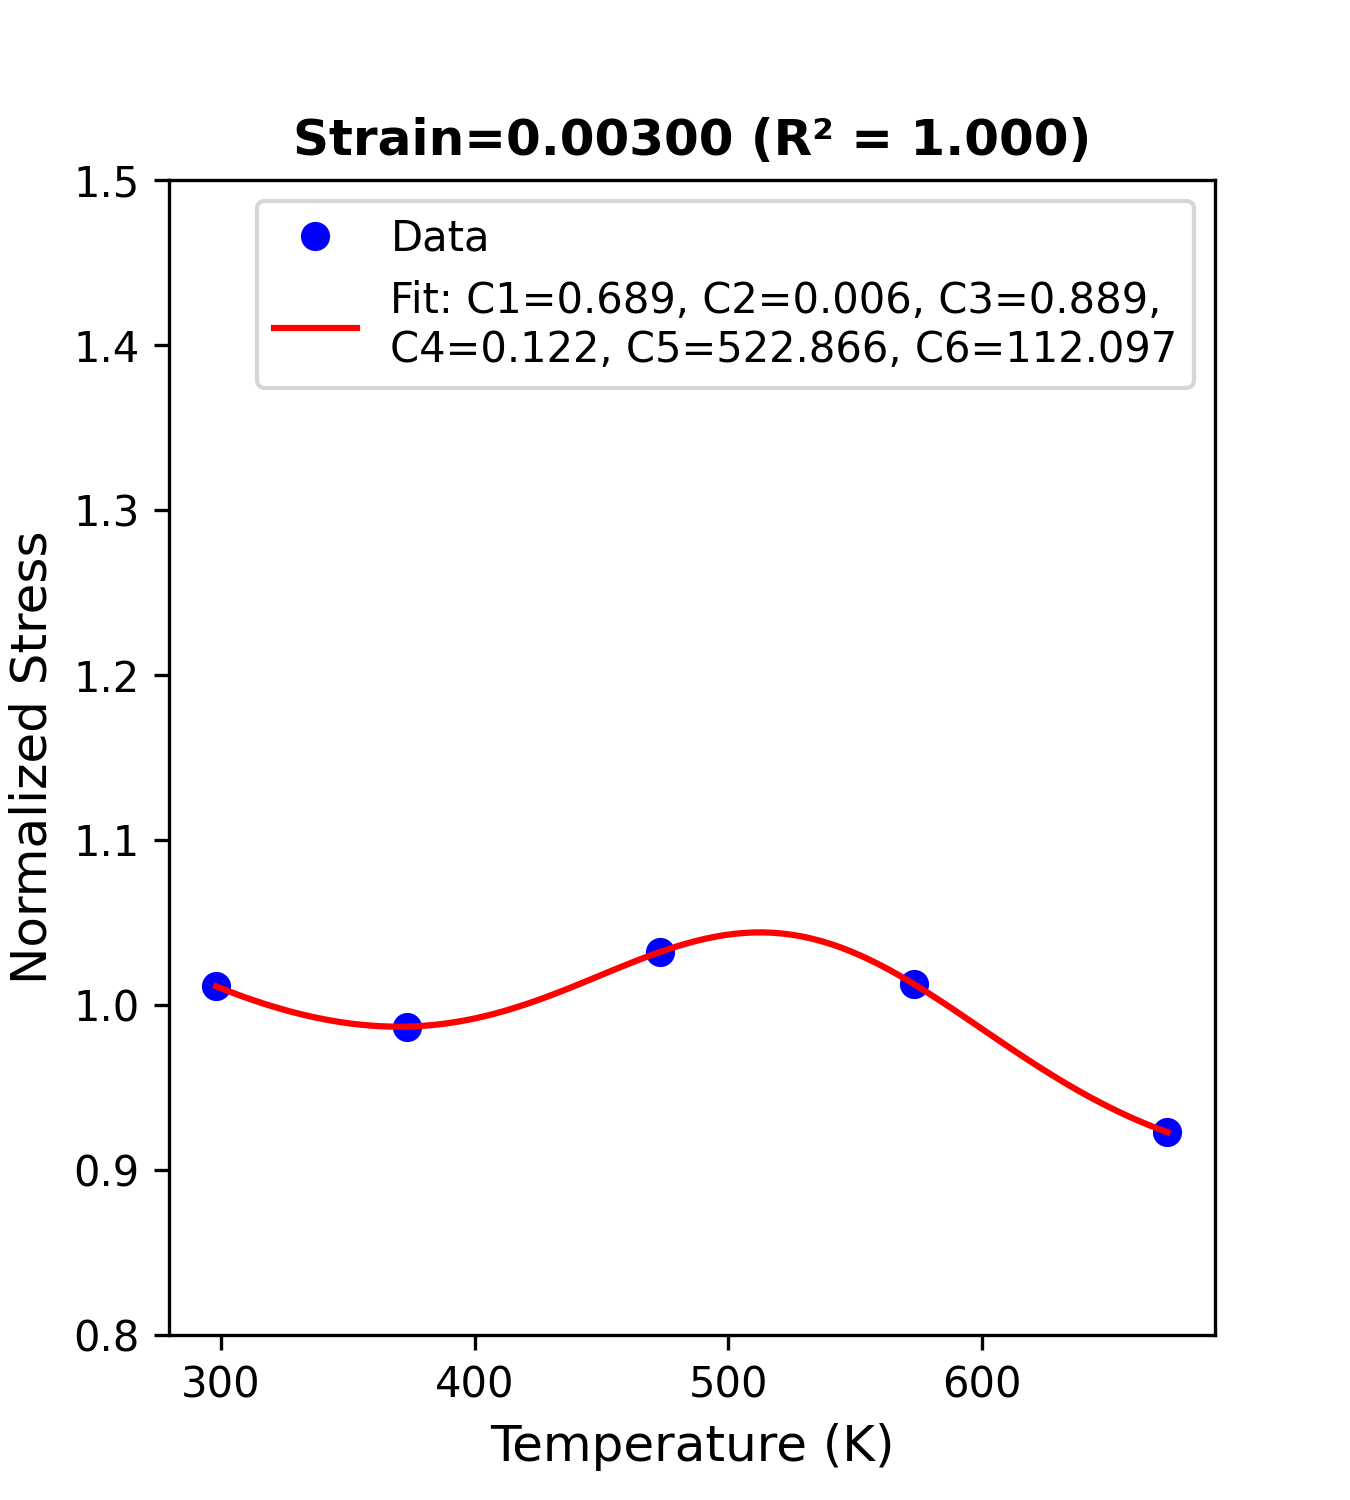 Strain=0.00300 (R² = 1.000)
1.5
1.4
1.3
1.2
1.1
1.0
0.9
0.8
Normalized Stress
Data
Fit: C1=0.689, C2=0.006, C3=0.889,
C4=0.122, C5=522.866, C6=112.097
300 400 500 600
Temperature (K)